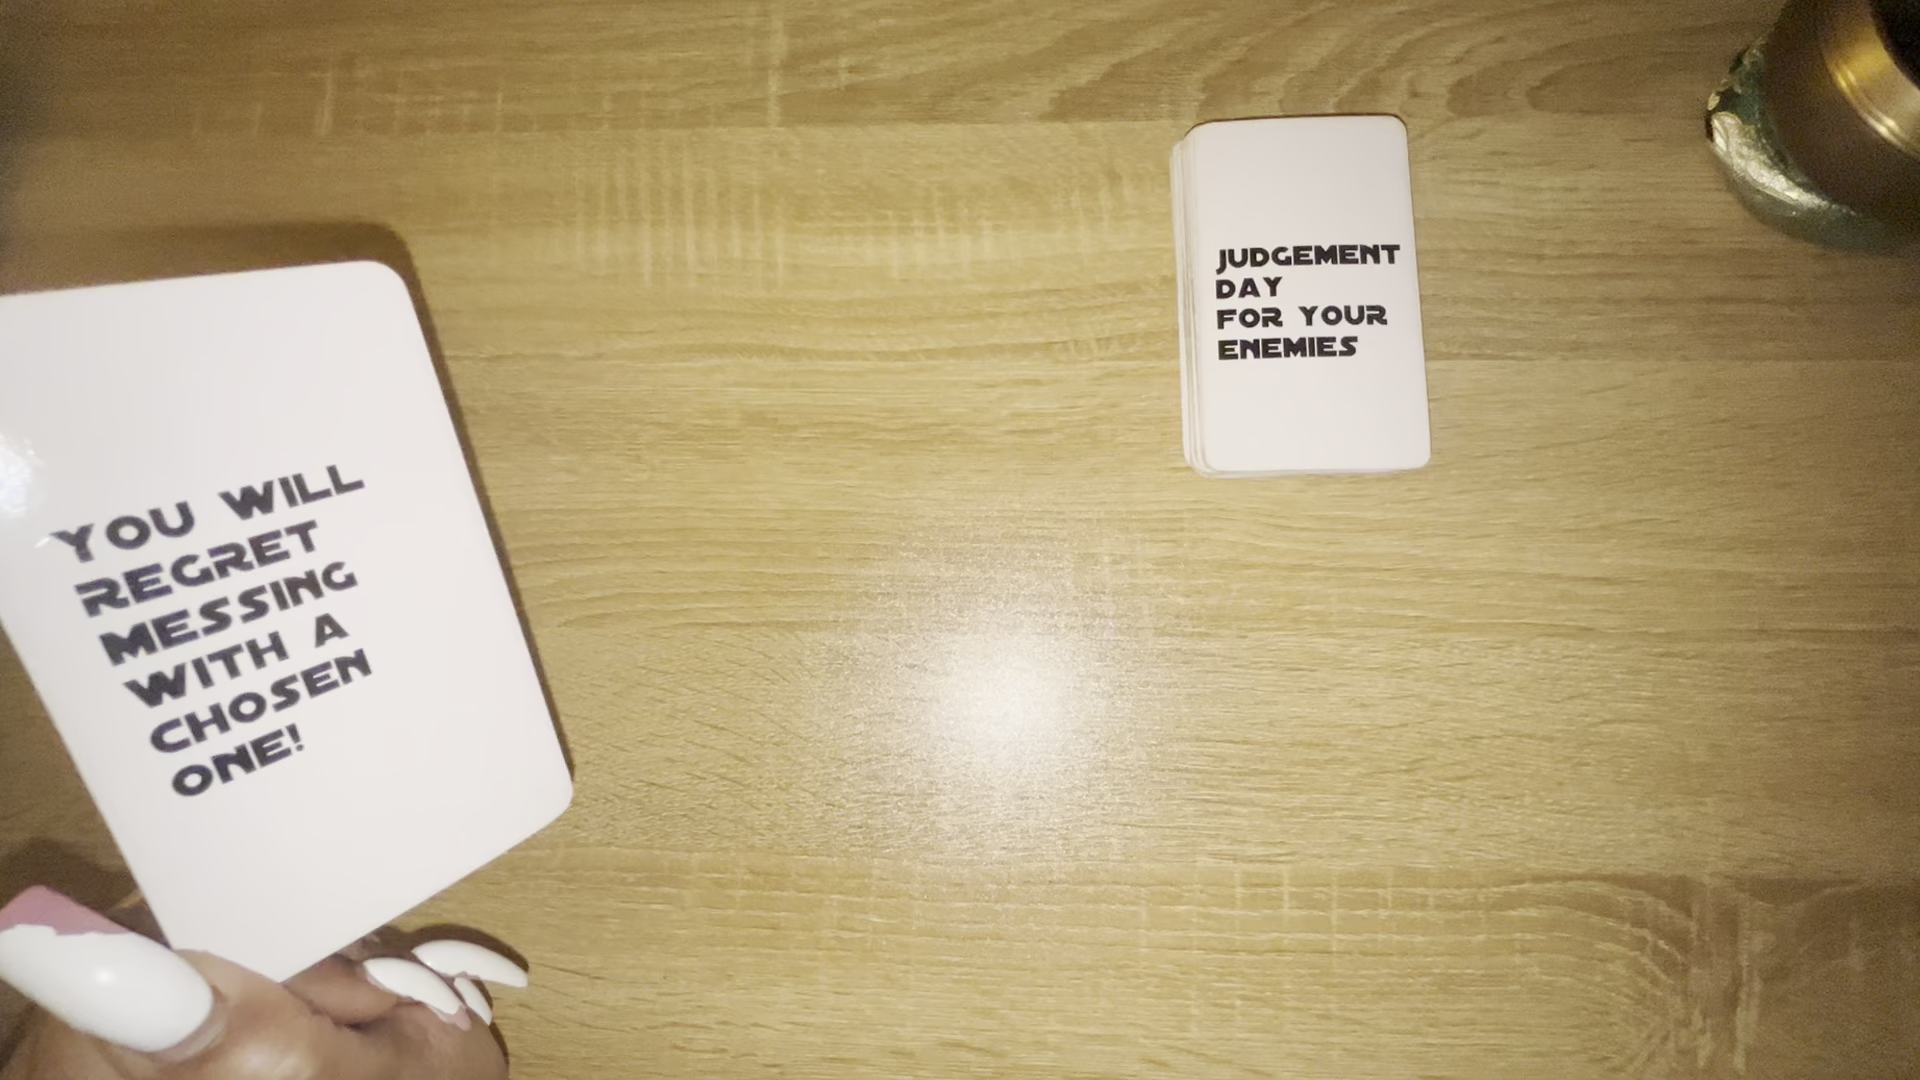 YOU WILL
REGRET
MESSING
WITH A
CHOSEN
ONE!
JUDGEMENT
DAY
FOR YOUR
ENEMIES